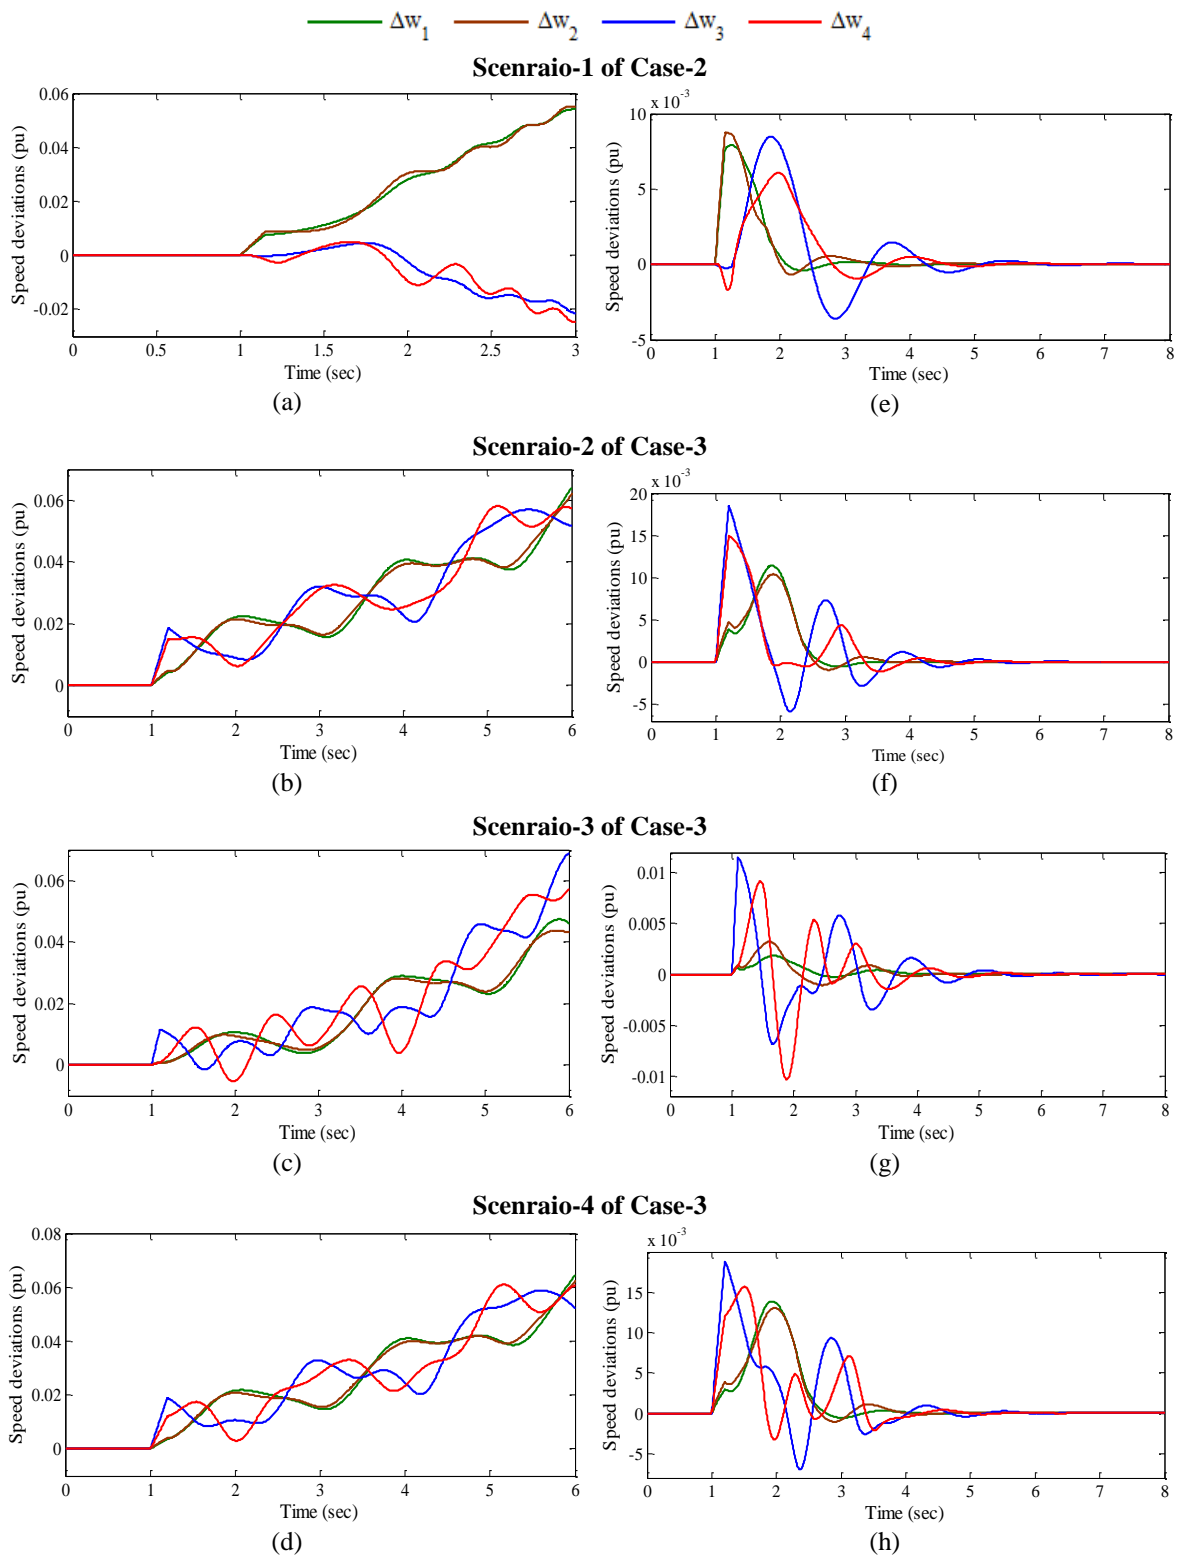 Δw1 Δw2 Δw3 Δw4
Scenraio-1 of Case-2
Speed deviations (pu)
0.06
0.04
0.02
0
-0.02
0 0.5 1 1.5 2 2.5 3
Time (sec)
(a)
x 10-3
Speed deviations (pu)
10
5
0
-5
0 1 2 3 4 5 6 7 8
Time (sec)
(e)
Scenraio-2 of Case-3
Speed deviations (pu)
0.06
0.04
0.02
0
0 1 2 3 4 5 6
Time (sec)
(b)
x 10-3
Speed deviations (pu)
20
15
10
5
0
-5
0 1 2 3 4 5 6 7 8
Time (sec)
(f)
Scenraio-3 of Case-3
Speed deviations (pu)
0.06
0.04
0.02
0
0 1 2 3 4 5 6
Time (sec)
(c)
Speed deviations (pu)
0.01
0.005
0
-0.005
-0.01
0 1 2 3 4 5 6 7 8
Time (sec)
(g)
Scenraio-4 of Case-3
Speed deviations (pu)
0.08
0.06
0.04
0.02
0
0 1 2 3 4 5 6
Time (sec)
(d)
x 10-3
Speed deviations (pu)
15
10
5
0
-5
0 1 2 3 4 5 6 7 8
Time (sec)
(h)